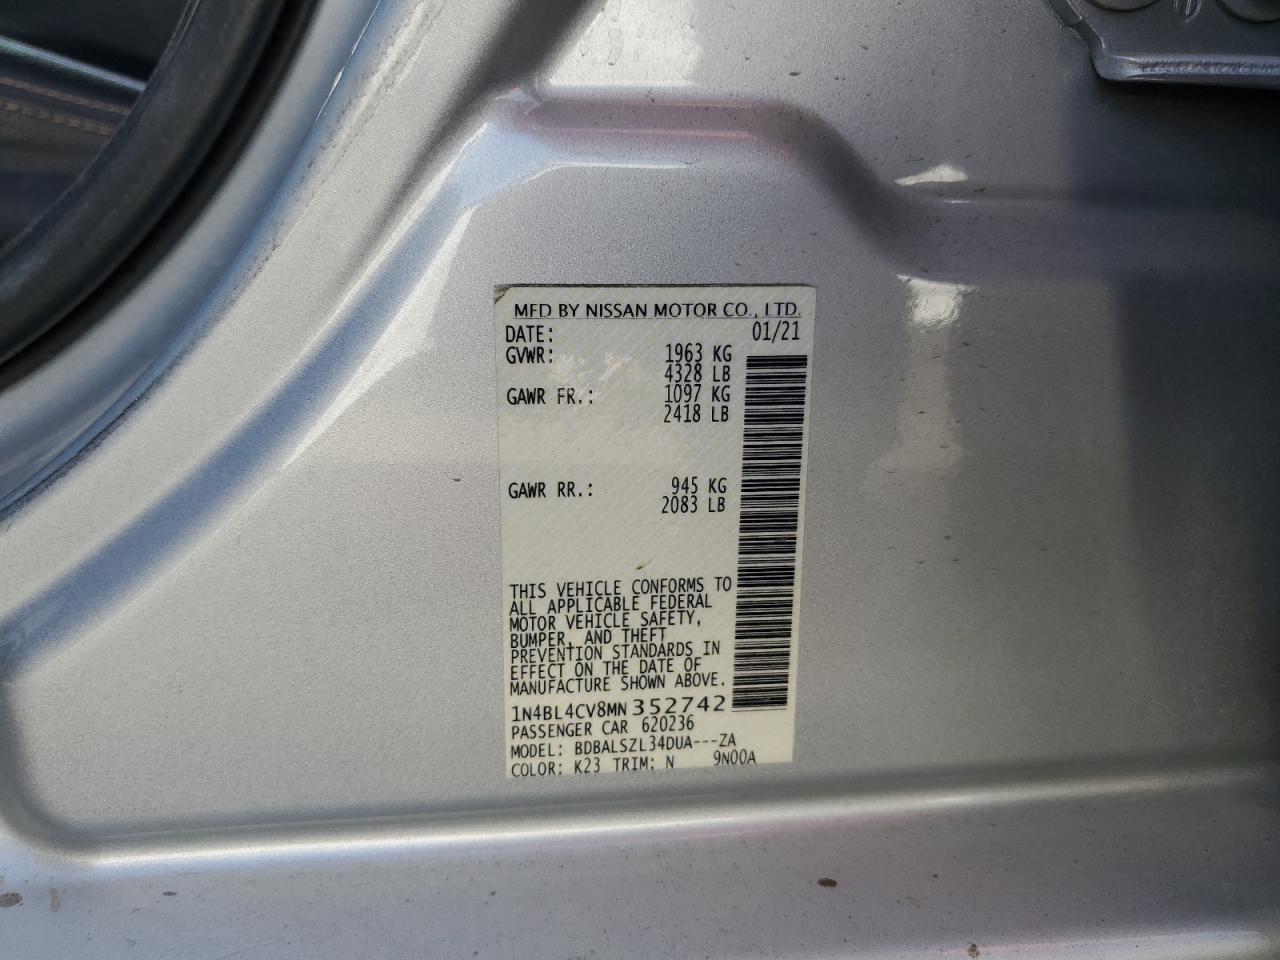 MFD BY NISSAN MOTOR CO., LTD.
DATE: 01/21
GVWR: 1963 KG
4328 LB
GAWR FR.: 1097 KG
2418 LB
GAWR RR.: 945 KG
2083 LB
THIS VEHICLE CONFORMS TO
ALL APPLICABLE FEDERAL
MOTOR VEHICLE SAFETY,
BUMPER, AND THEFT
PREVENTION STANDARDS IN
EFFECT ON THE DATE OF
MANUFACTURE SHOWN ABOVE.
1N4BL4CV8MN352742
PASSENGER CAR 620236
MODEL: BDBALSZL34DUA---ZA
COLOR: K23 TRIM: N 9N00A